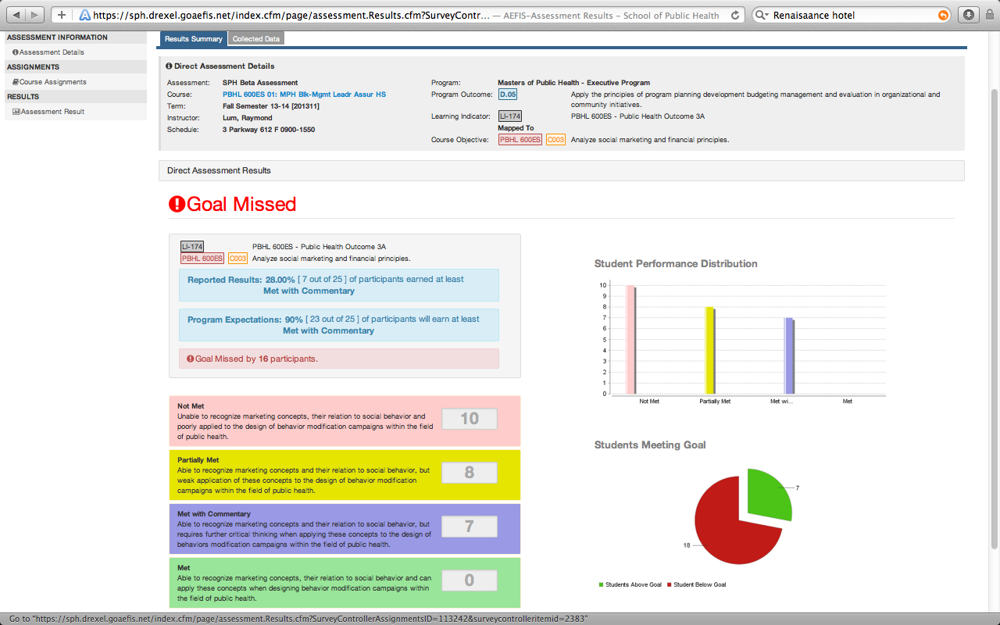 https://sph.drexel.goaefis.net/index.cfm/page/assessment.Results.cfm?SurveyContr... — AEFIS–Assessment Results – School of Public Health
Renaisaance hotel
ASSESSMENT INFORMATION
Assessment Details
ASSIGNMENTS
Course Assignments
RESULTS
Assessment Result
Results Summary
Collected Data
Direct Assessment Details
Assessment: SPH Beta Assessment
Course: PBHL 600ES 01: MPH Blk-Mgmt Leadr Assur HS
Term: Fall Semester 13-14 [201311]
Instructor: Lum, Raymond
Schedule: 3 Parkway 612 F 0900-1550
Program: Masters of Public Health - Executive Program
Program Outcome: D.05 Apply the principles of program planning development budgeting management and evaluation in organizational and
community initiatives.
Learning Indicator: LI-174 PBHL 600ES - Public Health Outcome 3A
Mapped To
Course Objective: PBHL 600ES C003 Analyze social marketing and financial principles.
Direct Assessment Results
Goal Missed
LI-174 PBHL 600ES - Public Health Outcome 3A
PBHL 600ES C003 Analyze social marketing and financial principles.
Reported Results: 28.00% [ 7 out of 25 ] of participants earned at least
Met with Commentary
Program Expectations: 90% [ 23 out of 25 ] of participants will earn at least
Met with Commentary
Goal Missed by 16 participants.
Not Met
Unable to recognize marketing concepts, their relation to social behavior and
poorly applied to the design of behavior modification campaigns within the field
of public health.
10
Partially Met
Able to recognize marketing concepts and their relation to social behavior, but
weak application of these concepts to the design of behavior modification
campaigns within the field of public health.
8
Met with Commentary
Able to recognize marketing concepts and their relation to social behavior, but
requires further critical thinking when applying these concepts to the design of
behaviors modification campaigns within the field of public health.
7
Met
Able to recognize marketing concepts, their relation to social behavior and can
apply these concepts when designing behavior modification campaigns within
the field of public health.
0
Student Performance Distribution
10
9
8
7
6
5
4
3
2
1
0
Not Met Partially Met Met wi... Met
Students Meeting Goal
7
18
Students Above Goal Student Below Goal
Go to "https://sph.drexel.goaefis.net/index.cfm/page/assessment.Results.cfm?SurveyControllerAssignmentsID=113242&surveycontrolleritemid=2383"